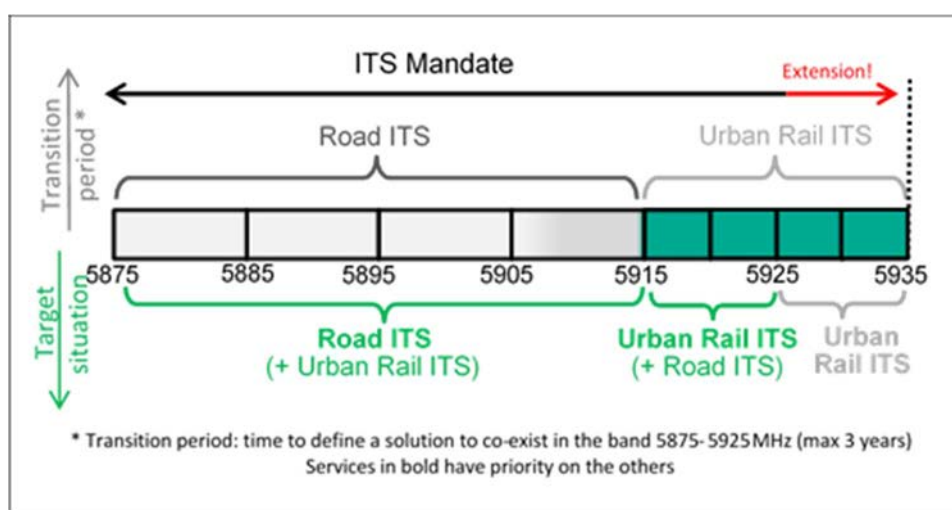 ITS Mandate
Extension!
Transition
period *
Road ITS
Urban Rail ITS
5875
5885
5895
5905
5915
5925
5935
Target
situation
Road ITS
(+ Urban Rail ITS)
Urban Rail ITS
(+ Road ITS)
Urban
Rail ITS
* Transition period: time to define a solution to co-exist in the band 5875-5925MHz (max 3 years)
Services in bold have priority on the others